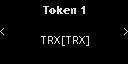 Token 1
< TRX[TRX] >